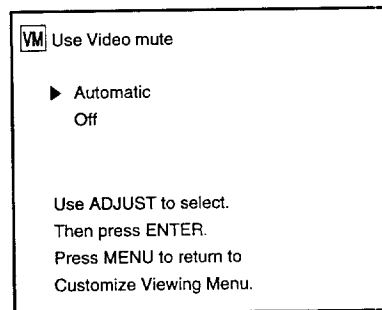 VM Use Video mute
Automatic
Off
Use ADJUST to select.
Then press ENTER.
Press MENU to return to
Customize Viewing Menu.